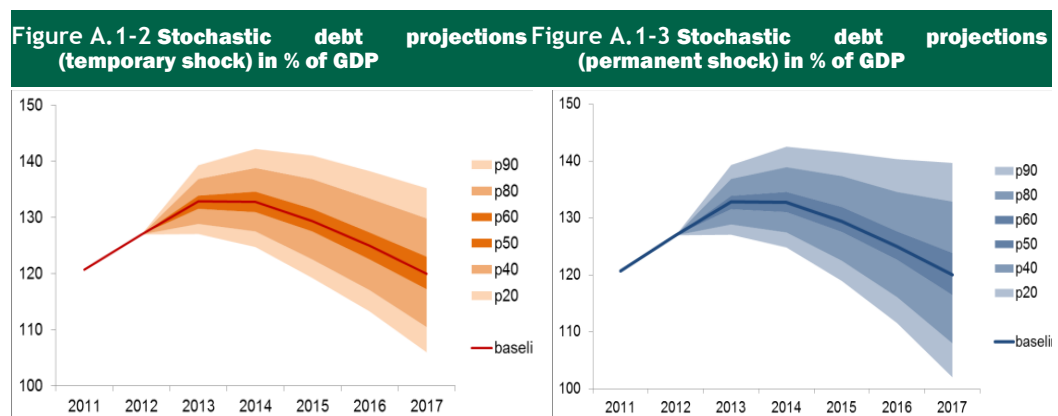 Figure A.1-2 Stochastic debt projections
(temporary shock) in % of GDP
Figure A.1-3 Stochastic debt projections
(permanent shock) in % of GDP
150
140
130
120
110
100
2011 2012 2013 2014 2015 2016 2017
p90
p80
p60
p50
p40
p20
baseli
150
140
130
120
110
100
2011 2012 2013 2014 2015 2016 2017
p90
p80
p60
p50
p40
p20
baselin